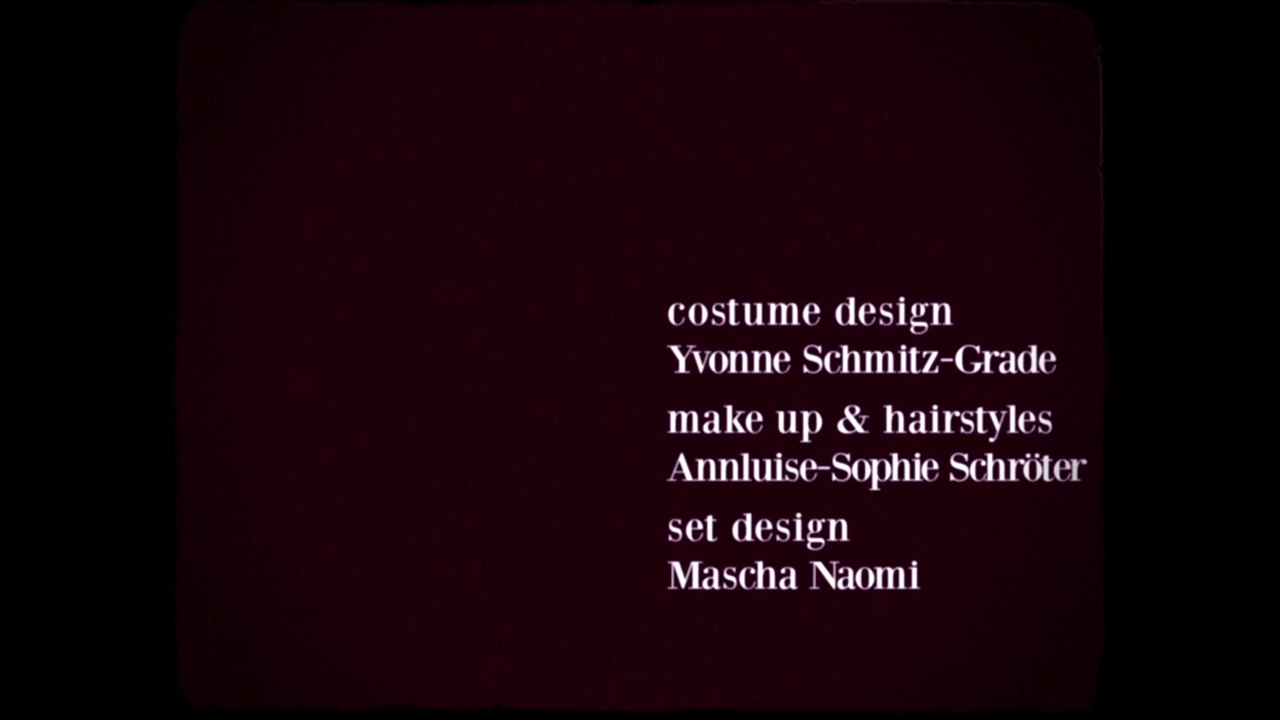 costume design
Yvonne Schmitz-Grade
make up & hairstyles
Annluise-Sophie Schröter
set design
Mascha Naomi